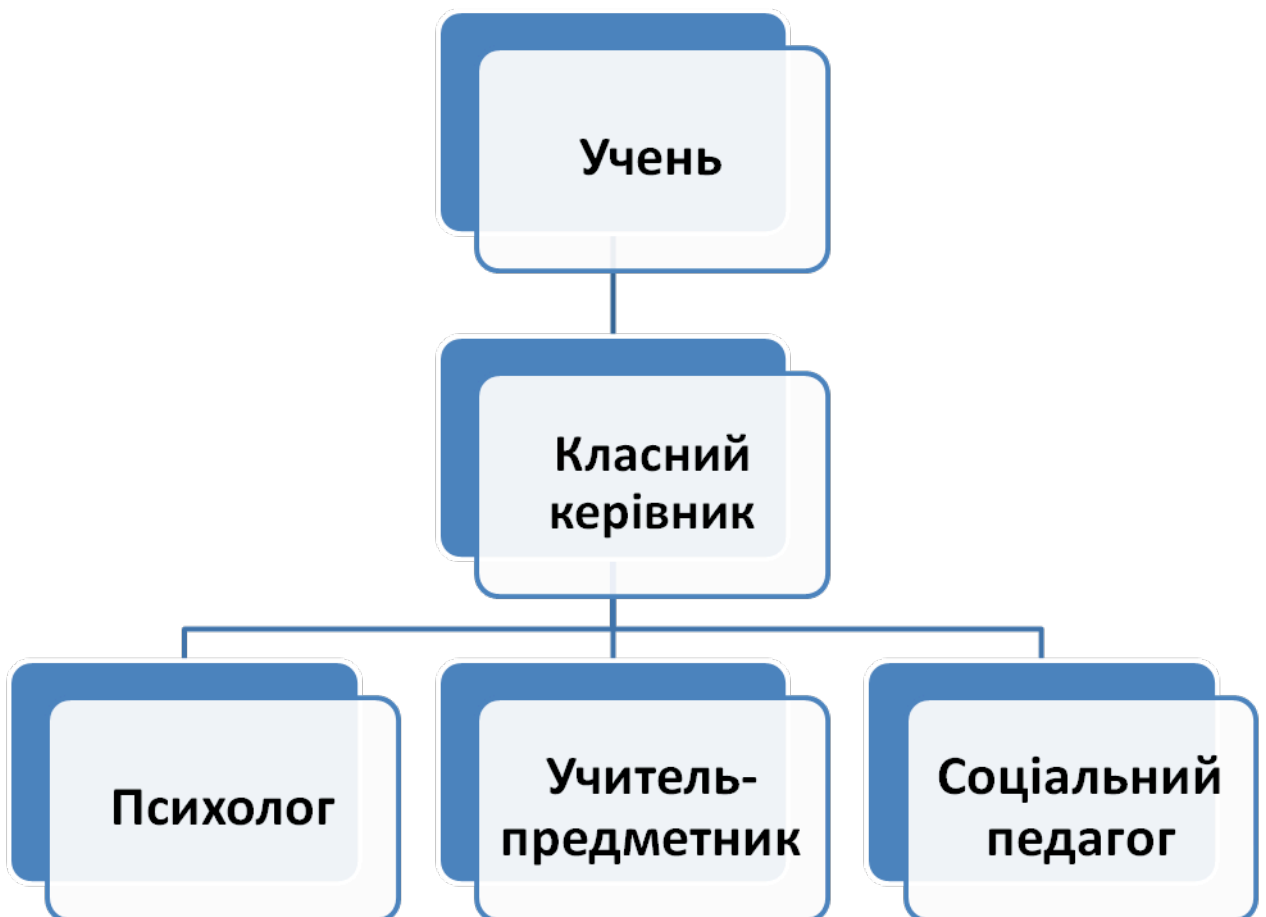 Учень
Класний
керівник
Психолог
Учитель-
предметник
Соціальний
педагог